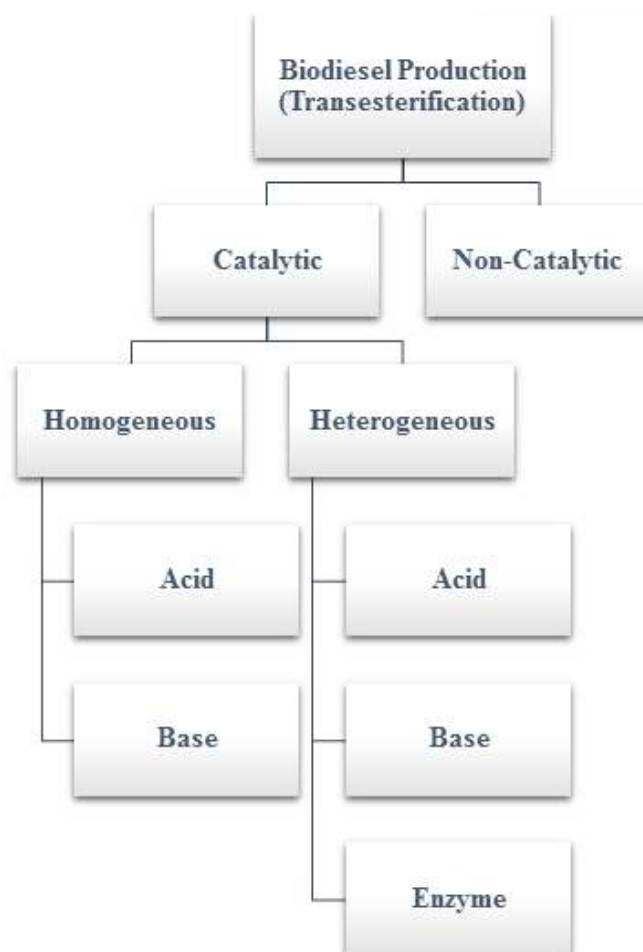 Biodiesel Production
(Transesterification)
Catalytic
Non-Catalytic
Homogeneous
Heterogeneous
Acid
Acid
Base
Base
Enzyme